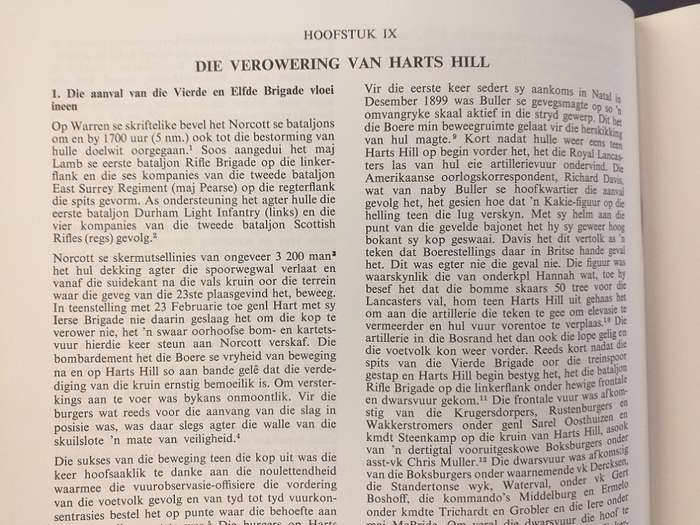 HOOFSTUK IX
DIE VEROWERING VAN HARTS HILL
1. Die aanval van die Vierde en Elfde Brigade vloei
ineen
Op Warren se skriftelike bevel het Norcott se bataljons
om en by 1700 uur (5 nm.) ook tot die bestorming van
hulle doelwit oorgegaan.¹ Soos aangedui het maj
Lamb se eerste bataljon Rifle Brigade op die linker-
flank en die ses kompanies van die tweede bataljon
East Surrey Regiment (maj Pearse) op die regterflank
die spits gevorm. As ondersteuning het agter hulle die
eerste bataljon Durham Light Infantry (links) en die
vier kompanies van die tweede bataljon Scottish
Rifles (regs) gevolg.²
Norcott se skermutsellinies van ongeveer 3 200 man³
het hul dekking agter die spoorwegwal verlaat en
vanaf die suidekant na die vals kruin oor die terrein
waar die geveg van die 23ste plaasgevind het, beweeg.
In teenstelling met 23 Februarie toe genl Hart met sy
Ierse Brigade nie daarin geslaag het om die kop te
verower nie, het 'n swaar oorhoofse bom- en kartets-
vuur hierdie keer steun aan Norcott verskaf. Die
bombardement het die Boere se vryheid van beweging
na en op Harts Hill so aan bande gelê dat die verde-
diging van die kruin ernstig bemoeilik is. Om verster-
kings aan te voer was bykans onmoontlik. Vir die
burgers wat reeds voor die aanvang van die slag in
posisie was, was daar slegs agter die walle van die
skuilslote 'n mate van veiligheid.⁴
Die sukses van die beweging teen die kop uit was die
keer hoofsaaklik te danke aan die noulettendheid
waarmee die vuurobservasie-offisiere die vordering
van die voetvolk gevolg en van tyd tot tyd vuurkon-
sentrasies bestel het op punte waar die behoefte aan
Vir die eerste keer sedert sy aankoms in Natal in
Desember 1899 was Buller se gevegsmagte op so 'n
omvangryke skaal aktief in die stryd gewerp. Dit het
die Boere min beweegruimte gelaat vir die herskikking
van hul magte.⁹ Kort nadat hulle weer eens teen
Harts Hill op begin vorder het, het die Royal Lancas-
ters las van hul eie artillerievuur ondervind. Die
Amerikaanse oorlogskorrespondent, Richard Davis,
wat van naby Buller se hoofkwartier die aanval
gevolg het, het gesien hoe dat 'n Kakie-figuur op die
helling teen die lug verskyn. Met sy helm aan die
punt van die gevelde bajonet het hy sy geweer hoog
bokant sy kop geswaai. Davis het dit vertolk as 'n
teken dat Boerestellings daar in Britse hande geval
het. Dit was egter nie die geval nie. Die figuur was
waarskynlik die van onderkpl Hannah wat, toe hy
besef het dat die bomme skaars 50 tree voor die
Lancasters val, hom teen Harts Hill uit gehaas het
om aan die artillerie die teken te gee om elevasie te
vermeerder en hul vuur vorentoe te verplaas.¹⁰ Die
artillerie in die Bosrand het dan ook die lope gelig en
die voetvolk kon weer vorder. Reeds kort nadat die
spits van die Vierde Brigade oor die treinspoor
gestap en Harts Hill begin bestyg het, het die bataljon
Rifle Brigade op die linkerflank onder hewige frontale
en dwarsvuur gekom.¹¹ Die frontale vuur was afkom-
stig van die Krugersdorpers, Rustenburgers en
Wakkerstromers onder genl Sarel Oosthuizen en
kmdt Steenkamp op die kruin van Harts Hill, asook
van 'n dertigtal vooruitgeskowe Boksburgers onder
asst-vk Chris Muller.¹² Die dwarsvuur was afkomstig
van die Boksburgers onder waarnemende vk Dercksen,
die Standertonse wyk, Waterval, onder vk Gert
Boshoff, die kommando's Middelburg en Ermelo
onder kmdte Trichardt en Grobler en die Iere onder